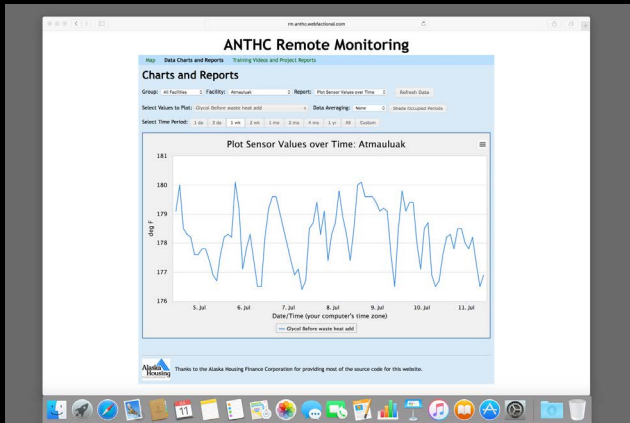 rm.anthc.webfactional.com
ANTHC Remote Monitoring
Map Data Charts and Reports Training Videos and Project Reports
Charts and Reports
Group: All Facilities Facility: Atmauluak Report: Plot Sensor Values over Time Refresh Data
Select Values to Plot: Glycol Before waste heat add Data Averaging: None Shade Occupied Periods
Select Time Period: 1 da 3 da 1 wk 2 wk 1 mo 2 mo 4 mo 1 yr All Custom
Plot Sensor Values over Time: Atmauluak
181
180
179
178
177
176
deg F
5. Jul 6. Jul 7. Jul 8. Jul 9. Jul 10. Jul 11. Jul
Date/Time (your computer's time zone)
Glycol Before waste heat add
Alaska
Housing
Thanks to the Alaska Housing Finance Corporation for providing most of the source code for this website.
11